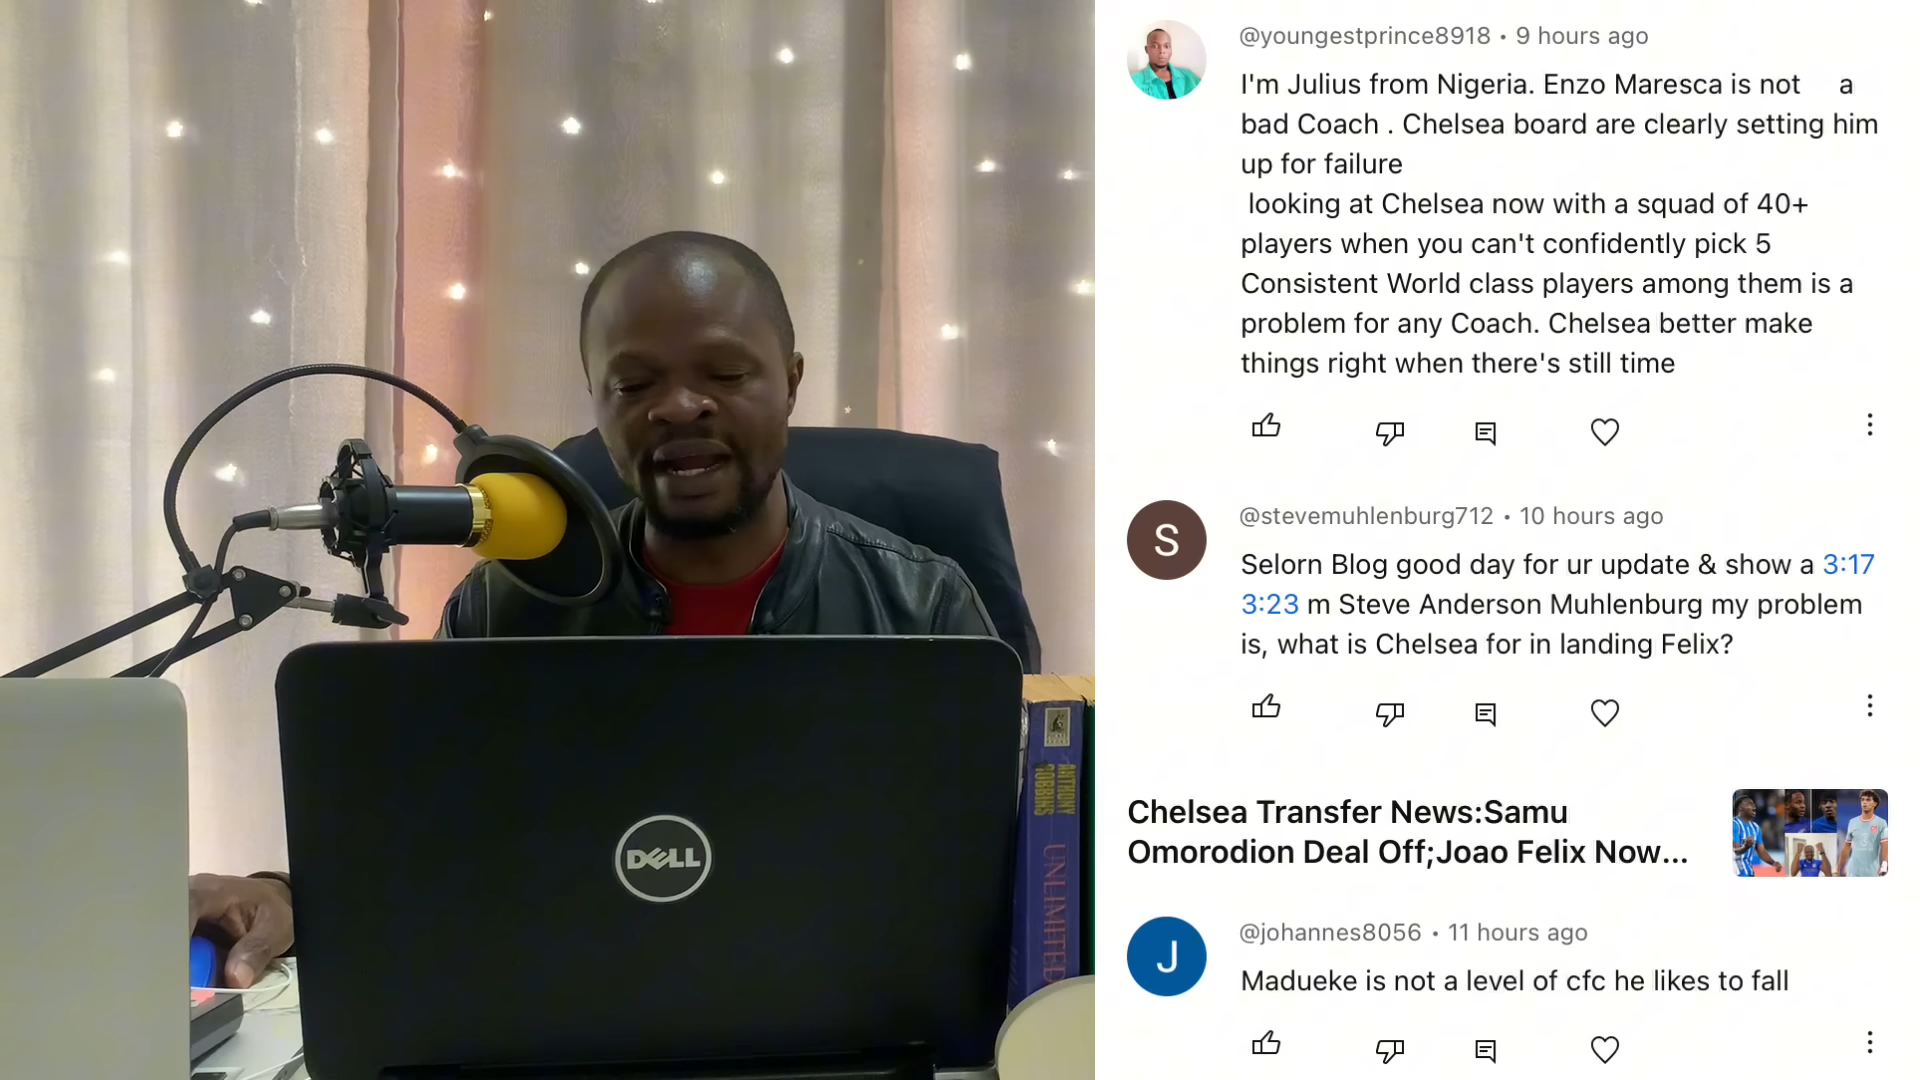 @youngestprince8918 • 9 hours ago
I'm Julius from Nigeria. Enzo Maresca is not a
bad Coach . Chelsea board are clearly setting him
up for failure
looking at Chelsea now with a squad of 40+
players when you can't confidently pick 5
Consistent World class players among them is a
problem for any Coach. Chelsea better make
things right when there's still time
S
@stevemuhlenburg712 • 10 hours ago
Selorn Blog good day for ur update & show a 3:17
3:23 m Steve Anderson Muhlenburg my problem
is, what is Chelsea for in landing Felix?
Chelsea Transfer News:Samu
Omorodion Deal Off;Joao Felix Now...
J
@johannes8056 • 11 hours ago
Madueke is not a level of cfc he likes to fall
DELL
ANTHONY
ROBBINS
UNLIMITED